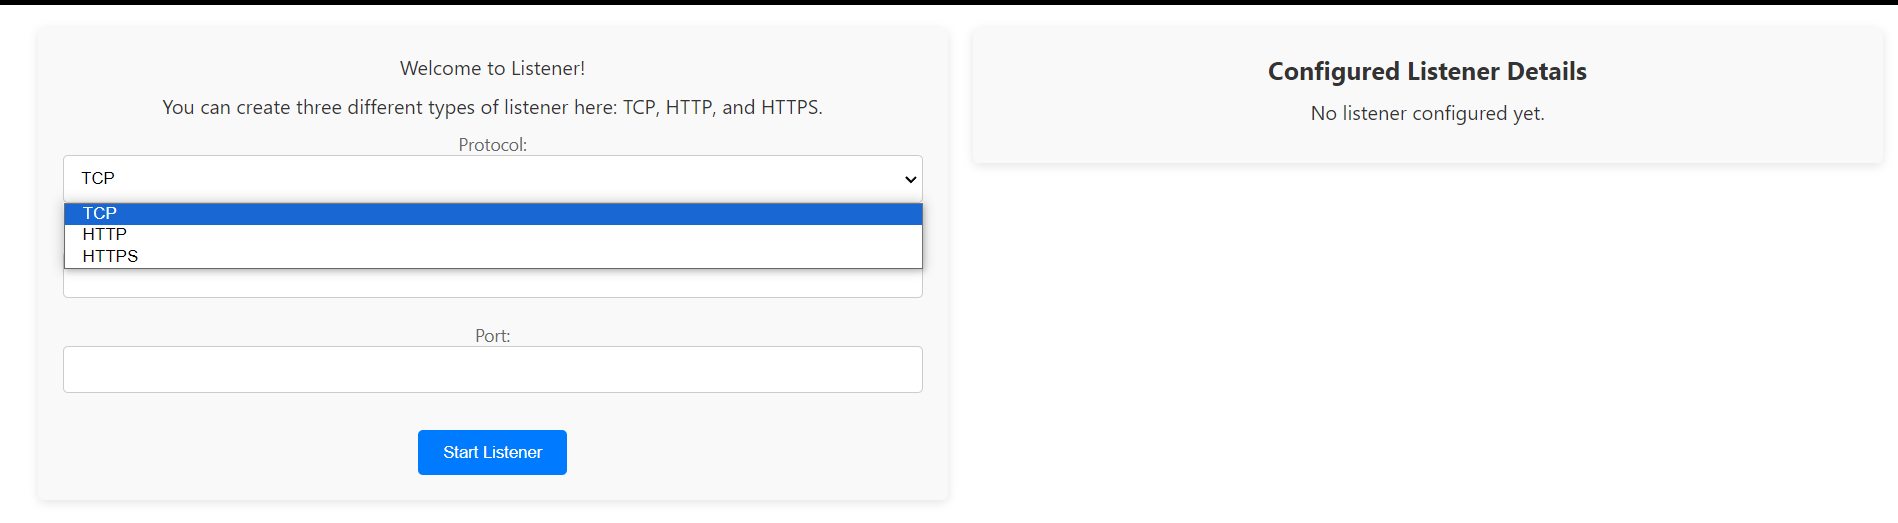 Welcome to Listener!
You can create three different types of listener here: TCP, HTTP, and HTTPS.
Protocol:
TCP
TCP
HTTP
HTTPS
Port:
Start Listener
Configured Listener Details
No listener configured yet.